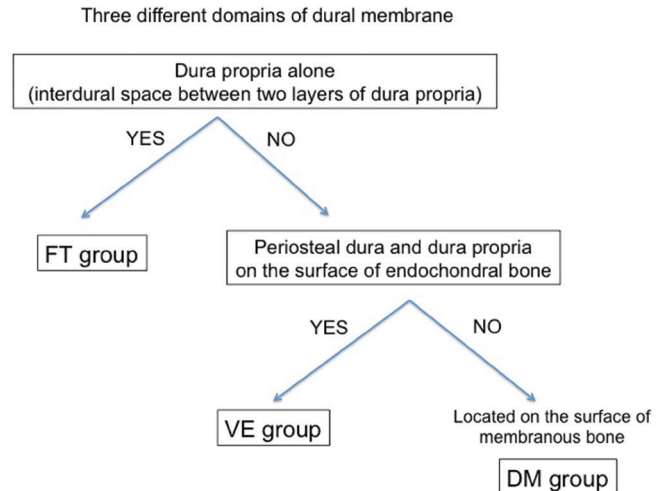 Three different domains of dural membrane
Dura propria alone
(interdural space between two layers of dura propria)
YES
NO
FT group
Periosteal dura and dura propria
on the surface of endochondral bone
YES
NO
VE group
Located on the surface of
membranous bone
DM group